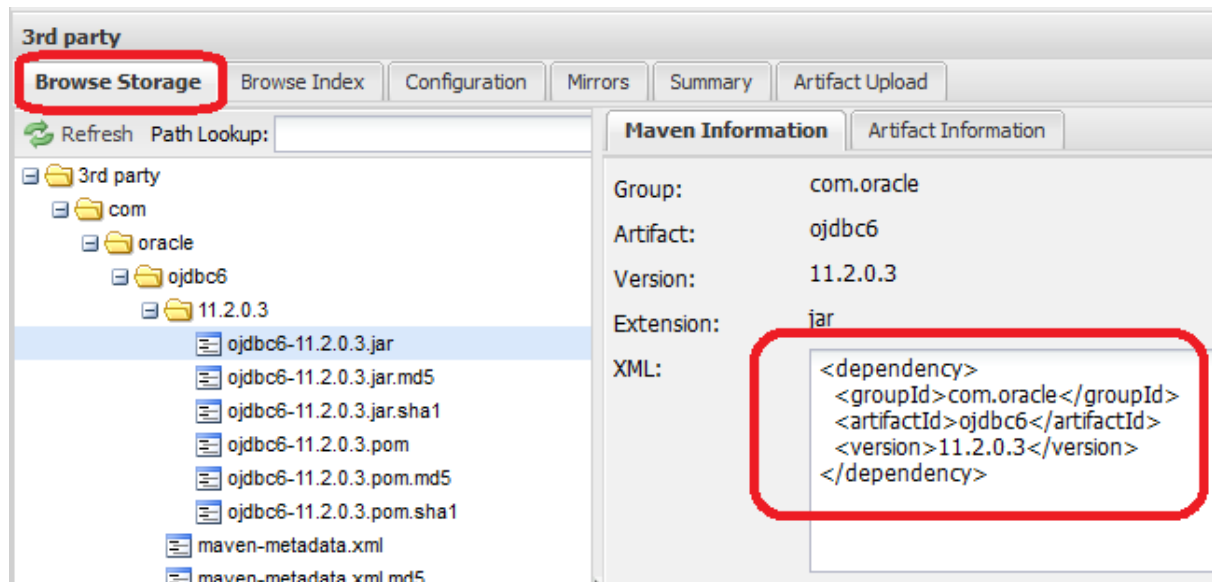 3rd party
Browse Storage Browse Index Configuration Mirrors Summary Artifact Upload
Refresh Path Lookup:
3rd party
com
oracle
ojdbc6
11.2.0.3
ojdbc6-11.2.0.3.jar
ojdbc6-11.2.0.3.jar.md5
ojdbc6-11.2.0.3.jar.sha1
ojdbc6-11.2.0.3.pom
ojdbc6-11.2.0.3.pom.md5
ojdbc6-11.2.0.3.pom.sha1
maven-metadata.xml
maven-metadata.xml.md5
Maven Information Artifact Information
Group: com.oracle
Artifact: ojdbc6
Version: 11.2.0.3
Extension: jar
XML: <dependency>
<groupId>com.oracle</groupId>
<artifactId>ojdbc6</artifactId>
<version>11.2.0.3</version>
</dependency>